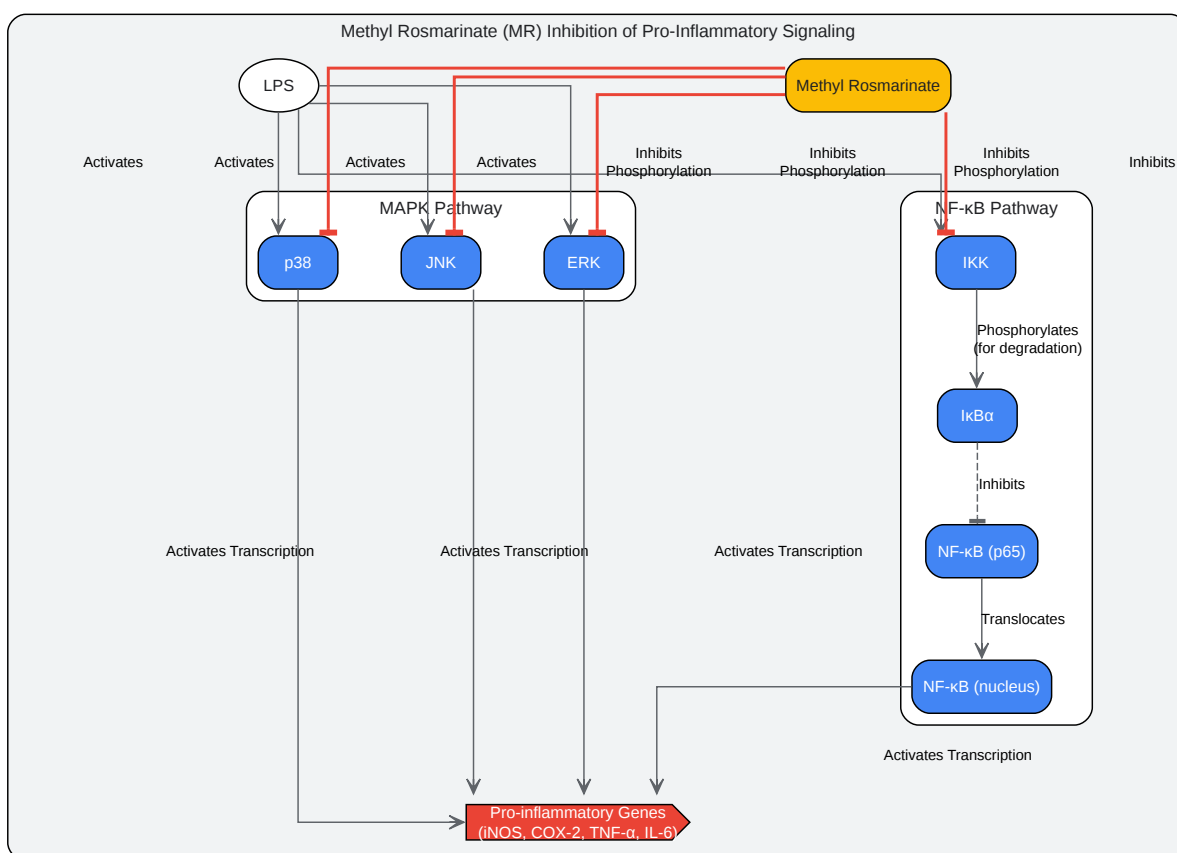 Methyl Rosmarinate (MR) Inhibition of Pro-Inflammatory Signaling
LPS
Methyl Rosmarinate
Activates
Activates
Activates
Activates
Inhibits
Phosphorylation
Inhibits
Phosphorylation
Inhibits
Phosphorylation
Inhibits
MAPK Pathway
NF-κB Pathway
p38
JNK
ERK
IKK
Phosphorylates
(for degradation)
IκBα
Inhibits
Activates Transcription
Activates Transcription
Activates Transcription
NF-κB (p65)
Translocates
NF-κB (nucleus)
Activates Transcription
Pro-inflammatory Genes
(iNOS, COX-2, TNF-α, IL-6)